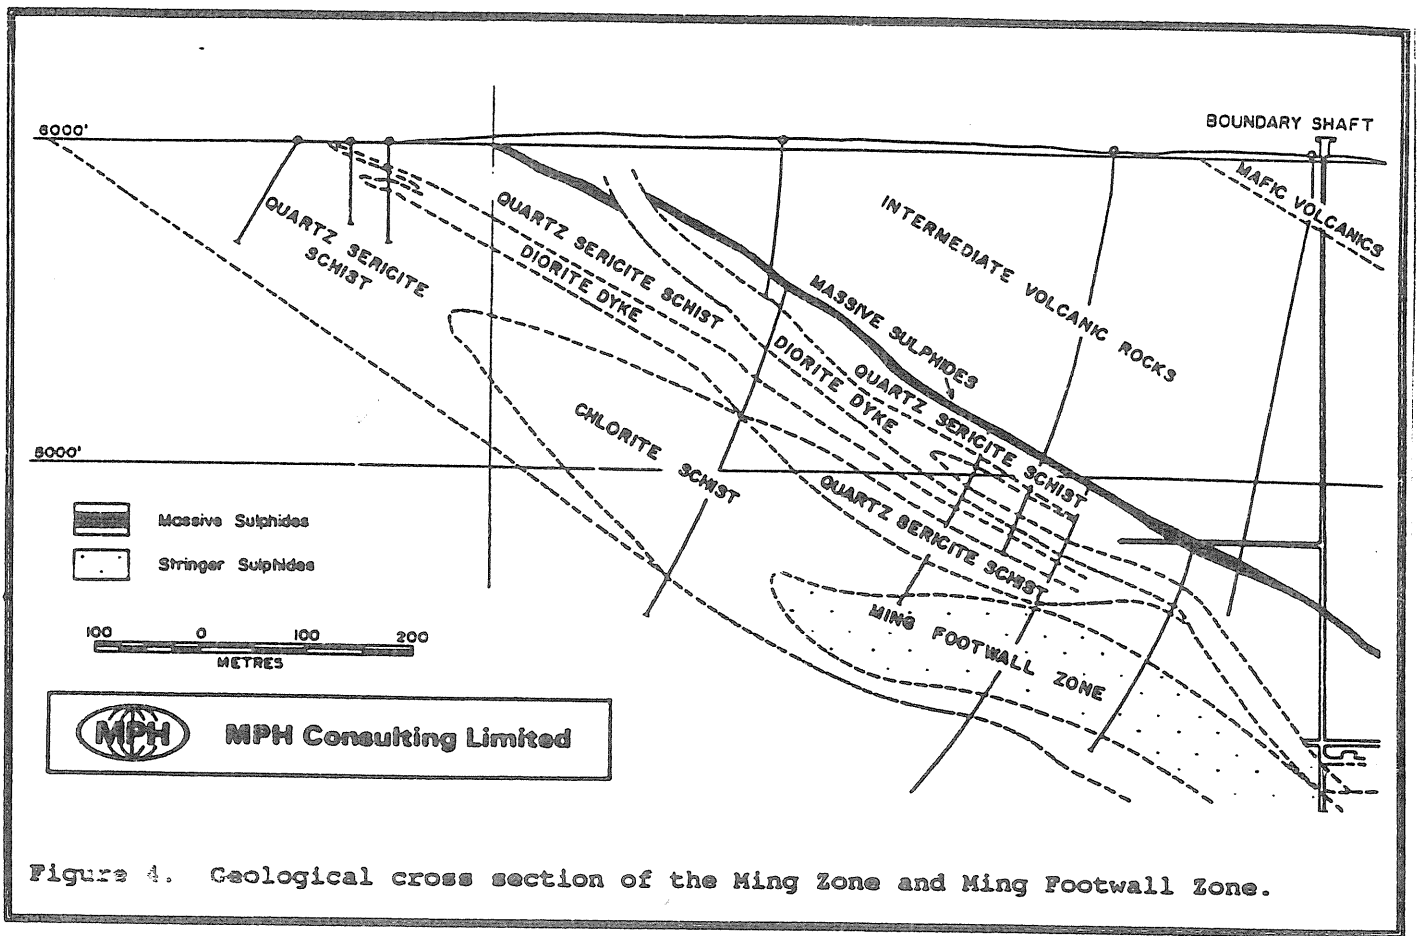 BOUNDARY SHAFT
6000'
MAFIC VOLCANICS
INTERMEDIATE VOLCANIC ROCKS
QUARTZ SERICITE
SCHIST
QUARTZ SERICITE SCHIST
DIORITE DYKE
MASSIVE SULPHIDES
QUARTZ SERICITE SCHIST
DIORITE DYKE
CHLORITE SCHIST
5000'
QUARTZ SERICITE SCHIST
MING FOOTWALL ZONE
Massive Sulphides
Stringer Sulphides
100 0 100 200
METRES
MPH MPH Consulting Limited
Figure 4. Geological cross section of the Ming Zone and Ming Footwall Zone.